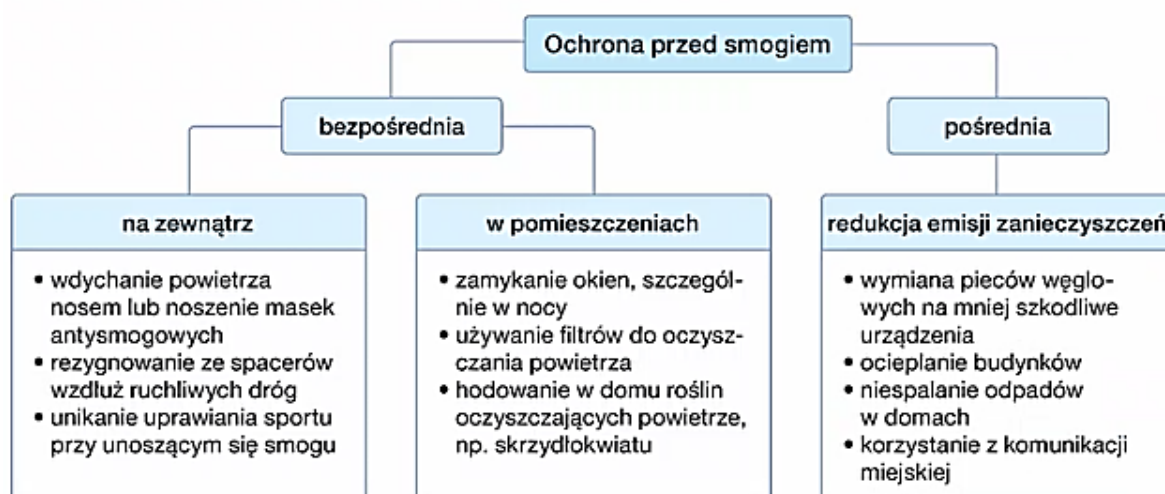 Ochrona przed smogiem
bezpośrednia
pośrednia
na zewnątrz
• wdychanie powietrza
nosem lub noszenie masek
antysmogowych
• rezygnowanie ze spacerów
wzdłuż ruchliwych dróg
• unikanie uprawiania sportu
przy unoszącym się smogu
w pomieszczeniach
• zamykanie okien, szczegól-
nie w nocy
• używanie filtrów do oczysz-
czania powietrza
• hodowanie w domu roślin
oczyszczających powietrze,
np. skrzydłokwiatu
redukcja emisji zanieczyszczeń
• wymiana pieców węglo-
wych na mniej szkodliwe
urządzenia
• ocieplanie budynków
• niespalanie odpadów
w domach
• korzystanie z komunikacji
miejskiej